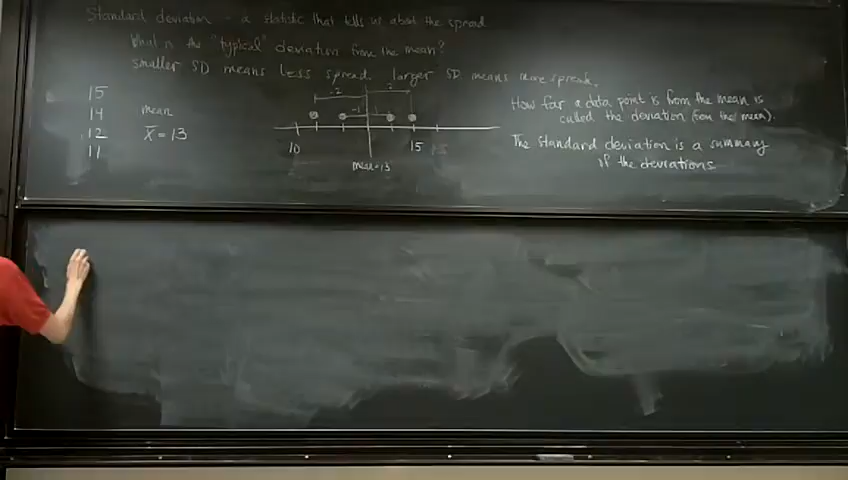 Standard deviation - a statistic that tells us about the spread
What is the "typical" deviation from the mean?
smaller SD means less spread. larger SD means more spread.
15
14
12
11
mean
X̄ = 13
-2
2
-1
1
10
15
mean=13
How far a data point is from the mean is
called the deviation (from the mean).
The standard deviation is a summary
of the deviations